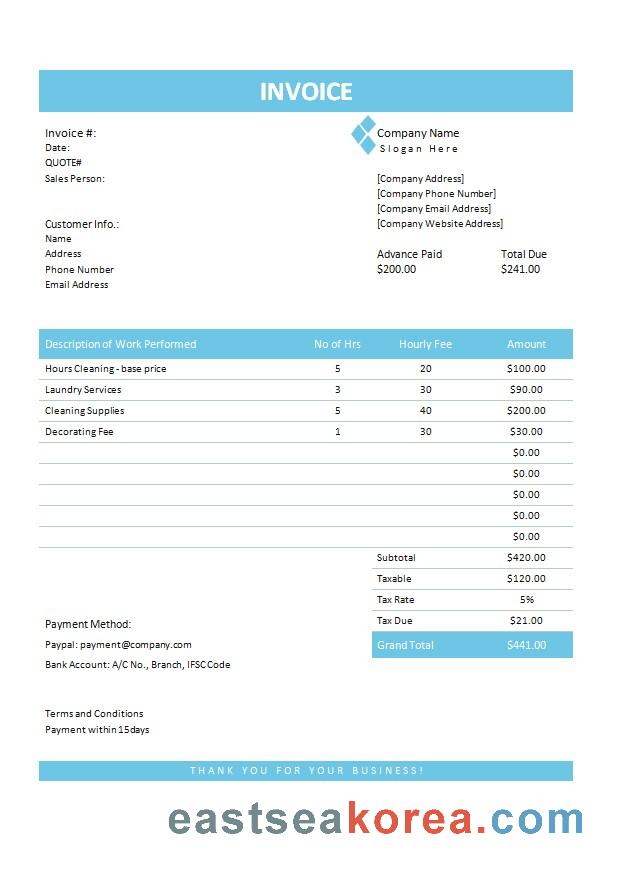 INVOICE
Invoice #:
Date:
QUOTE#
Sales Person:
Company Name
Slogan Here
[Company Address]
[Company Phone Number]
[Company Email Address]
[Company Website Address]
Customer Info.:
Name
Address
Phone Number
Email Address
Advance Paid Total Due
$200.00 $241.00
Description of Work Performed No of Hrs Hourly Fee Amount
Hours Cleaning - base price 5 20 $100.00
Laundry Services 3 30 $90.00
Cleaning Supplies 5 40 $200.00
Decorating Fee 1 30 $30.00
$0.00
$0.00
$0.00
$0.00
$0.00
Subtotal $420.00
Taxable $120.00
Tax Rate 5%
Tax Due $21.00
Grand Total $441.00
Payment Method:
Paypal: payment@company.com
Bank Account: A/C No., Branch, IFSC Code
Terms and Conditions
Payment within 15days
THANK YOU FOR YOUR BUSINESS!
eastseakorea.com